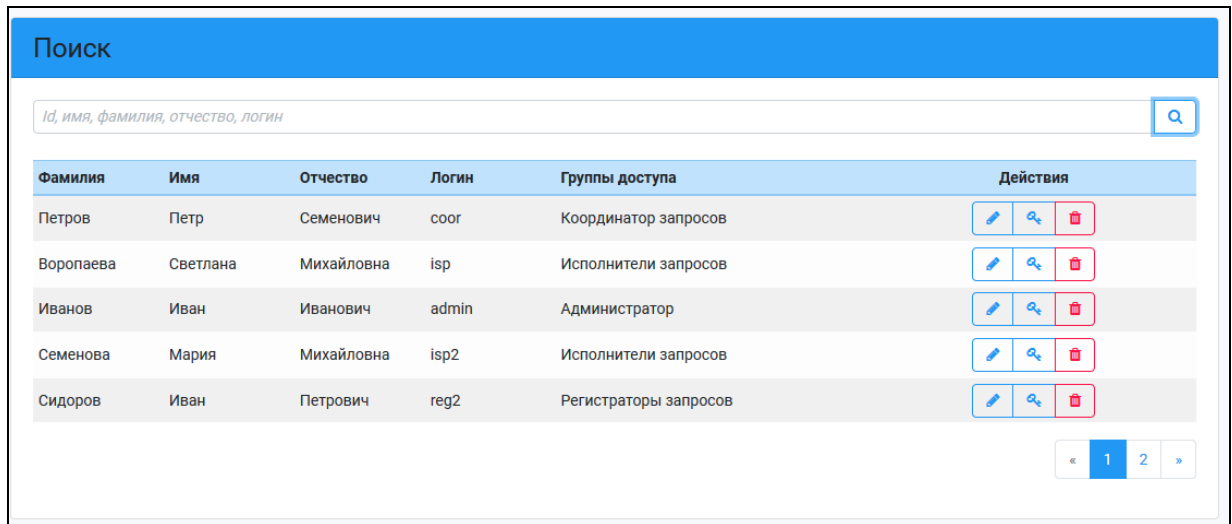 Поиск
Id, имя, фамилия, отчество, логин
Фамилия Имя Отчество Логин Группы доступа Действия
Петров Петр Семенович coor Координатор запросов
Воропаева Светлана Михайловна isp Исполнители запросов
Иванов Иван Иванович admin Администратор
Семенова Мария Михайловна isp2 Исполнители запросов
Сидоров Иван Петрович reg2 Регистраторы запросов
« 1 2 »